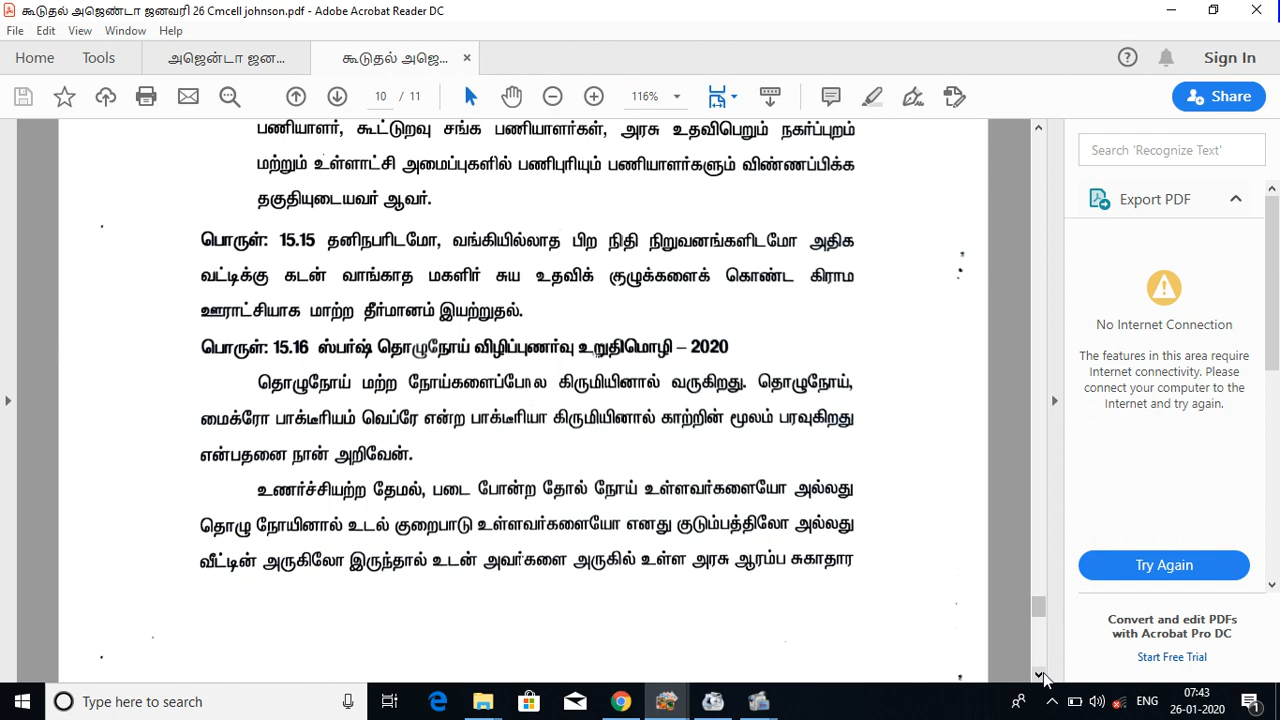 கூடுதல் அஜெண்டா ஜனவரி 26 Cmcell johnson.pdf - Adobe Acrobat Reader DC
File Edit View Window Help
Home Tools அஜென்டா ஜன... கூடுதல் அஜெ... ×
Sign In
10 / 11 116% Share
பணியாளர், கூட்டுறவு சங்க பணியாளர்கள், அரசு உதவிபெறும் நகர்ப்புறம்
மற்றும் உள்ளாட்சி அமைப்புகளில் பணிபுரியும் பணியாளர்களும் விண்ணப்பிக்க
தகுதியுடையவர் ஆவர்.
பொருள்: 15.15 தனிநபரிடமோ, வங்கியில்லாத பிற நிதி நிறுவனங்களிடமோ அதிக
வட்டிக்கு கடன் வாங்காத மகளிர் சுய உதவிக் குழுக்களைக் கொண்ட கிராம
ஊராட்சியாக மாற்ற தீர்மானம் இயற்றுதல்.
பொருள்: 15.16 ஸ்பர்ஷ் தொழுநோய் விழிப்புணர்வு உறுதிமொழி – 2020
தொழுநோய் மற்ற நோய்களைப்போல கிருமியினால் வருகிறது. தொழுநோய்,
மைக்ரோ பாக்டீரியம் லெப்ரே என்ற பாக்டீரியா கிருமியினால் காற்றின் மூலம் பரவுகிறது
என்பதனை நான் அறிவேன்.
உணர்ச்சியற்ற தேமல், படை போன்ற தோல் நோய் உள்ளவர்களையோ அல்லது
தொழு நோயினால் உடல் குறைபாடு உள்ளவர்களையோ எனது குடும்பத்திலோ அல்லது
வீட்டின் அருகிலோ இருந்தால் உடன் அவர்களை அருகில் உள்ள அரசு ஆரம்ப சுகாதார
Search 'Recognize Text'
Export PDF
No Internet Connection
The features in this area require
Internet connectivity. Please
connect your computer to the
Internet and try again.
Try Again
Convert and edit PDFs
with Acrobat Pro DC
Start Free Trial
Type here to search
ENG
07:43
26-01-2020
1